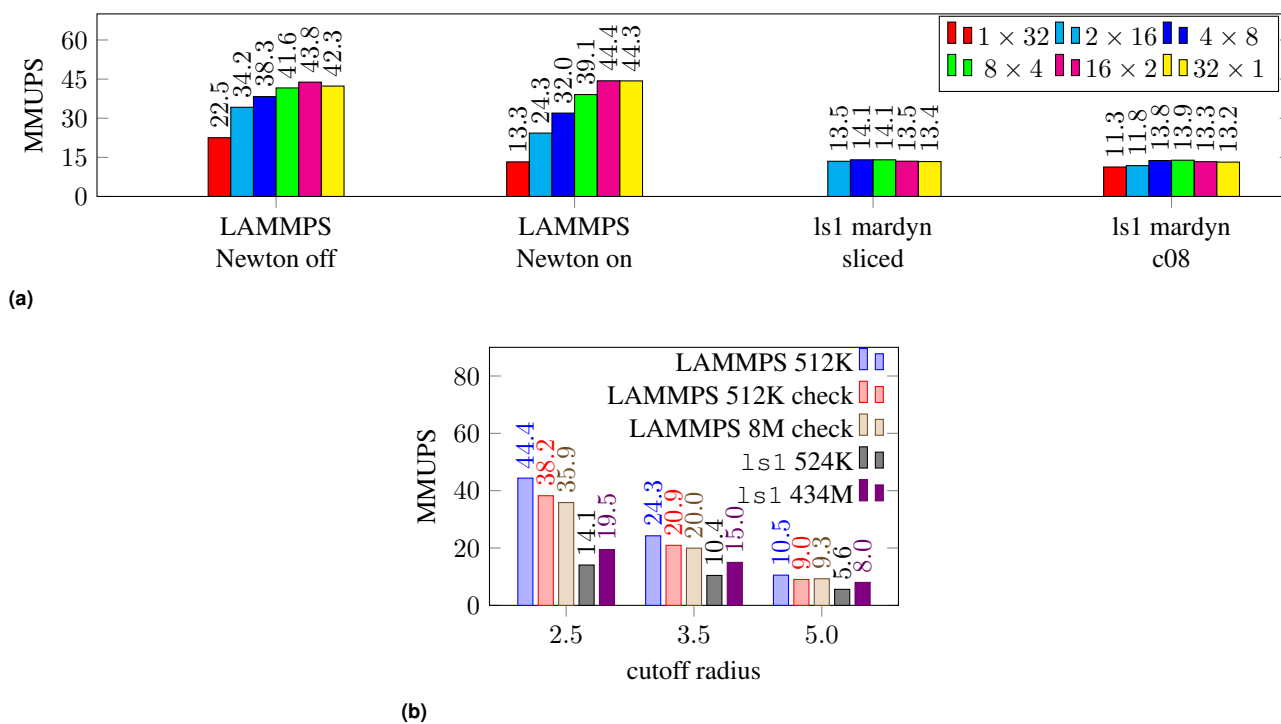 60
45
30
15
0
MMUPS
22.5
34.2
38.3
41.6
43.8
42.3
13.3
24.3
32.0
39.1
44.4
44.3
13.5
14.1
14.1
13.5
13.4
11.3
11.8
13.8
13.9
13.3
13.2
1 × 32 2 × 16 4 × 8
8 × 4 16 × 2 32 × 1
LAMMPS
Newton off
LAMMPS
Newton on
ls1 mardyn
sliced
ls1 mardyn
c08
(a)
80
60
40
20
0
MMUPS
LAMMPS 512K
LAMMPS 512K check
LAMMPS 8M check
ls1 524K
ls1 434M
44.4
38.2
35.9
14.1
19.5
24.3
20.9
20.0
10.4
15.0
10.5
9.0
9.3
5.6
8.0
2.5 3.5 5.0
cutoff radius
(b)